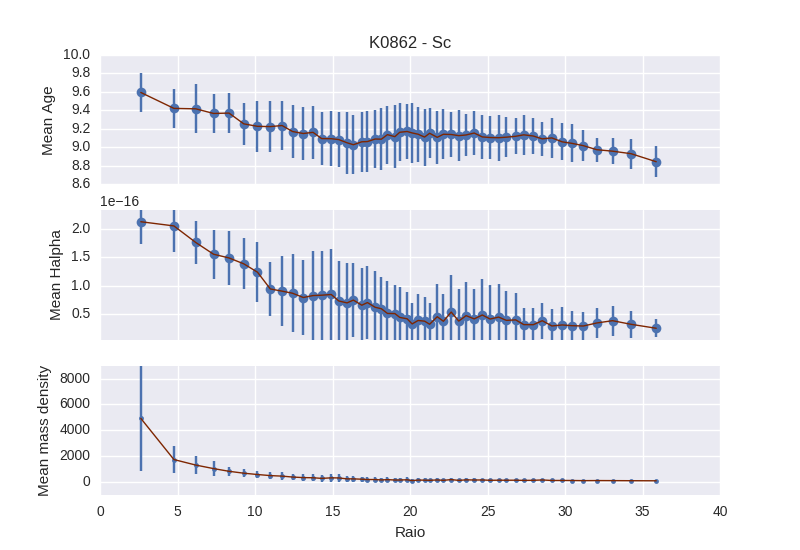 K0862 - Sc
Mean Age
10.0
9.8
9.6
9.4
9.2
9.0
8.8
8.6
1e−16
Mean Halpha
2.0
1.5
1.0
0.5
Mean mass density
8000
6000
4000
2000
0
0 5 10 15 20 25 30 35 40
Raio